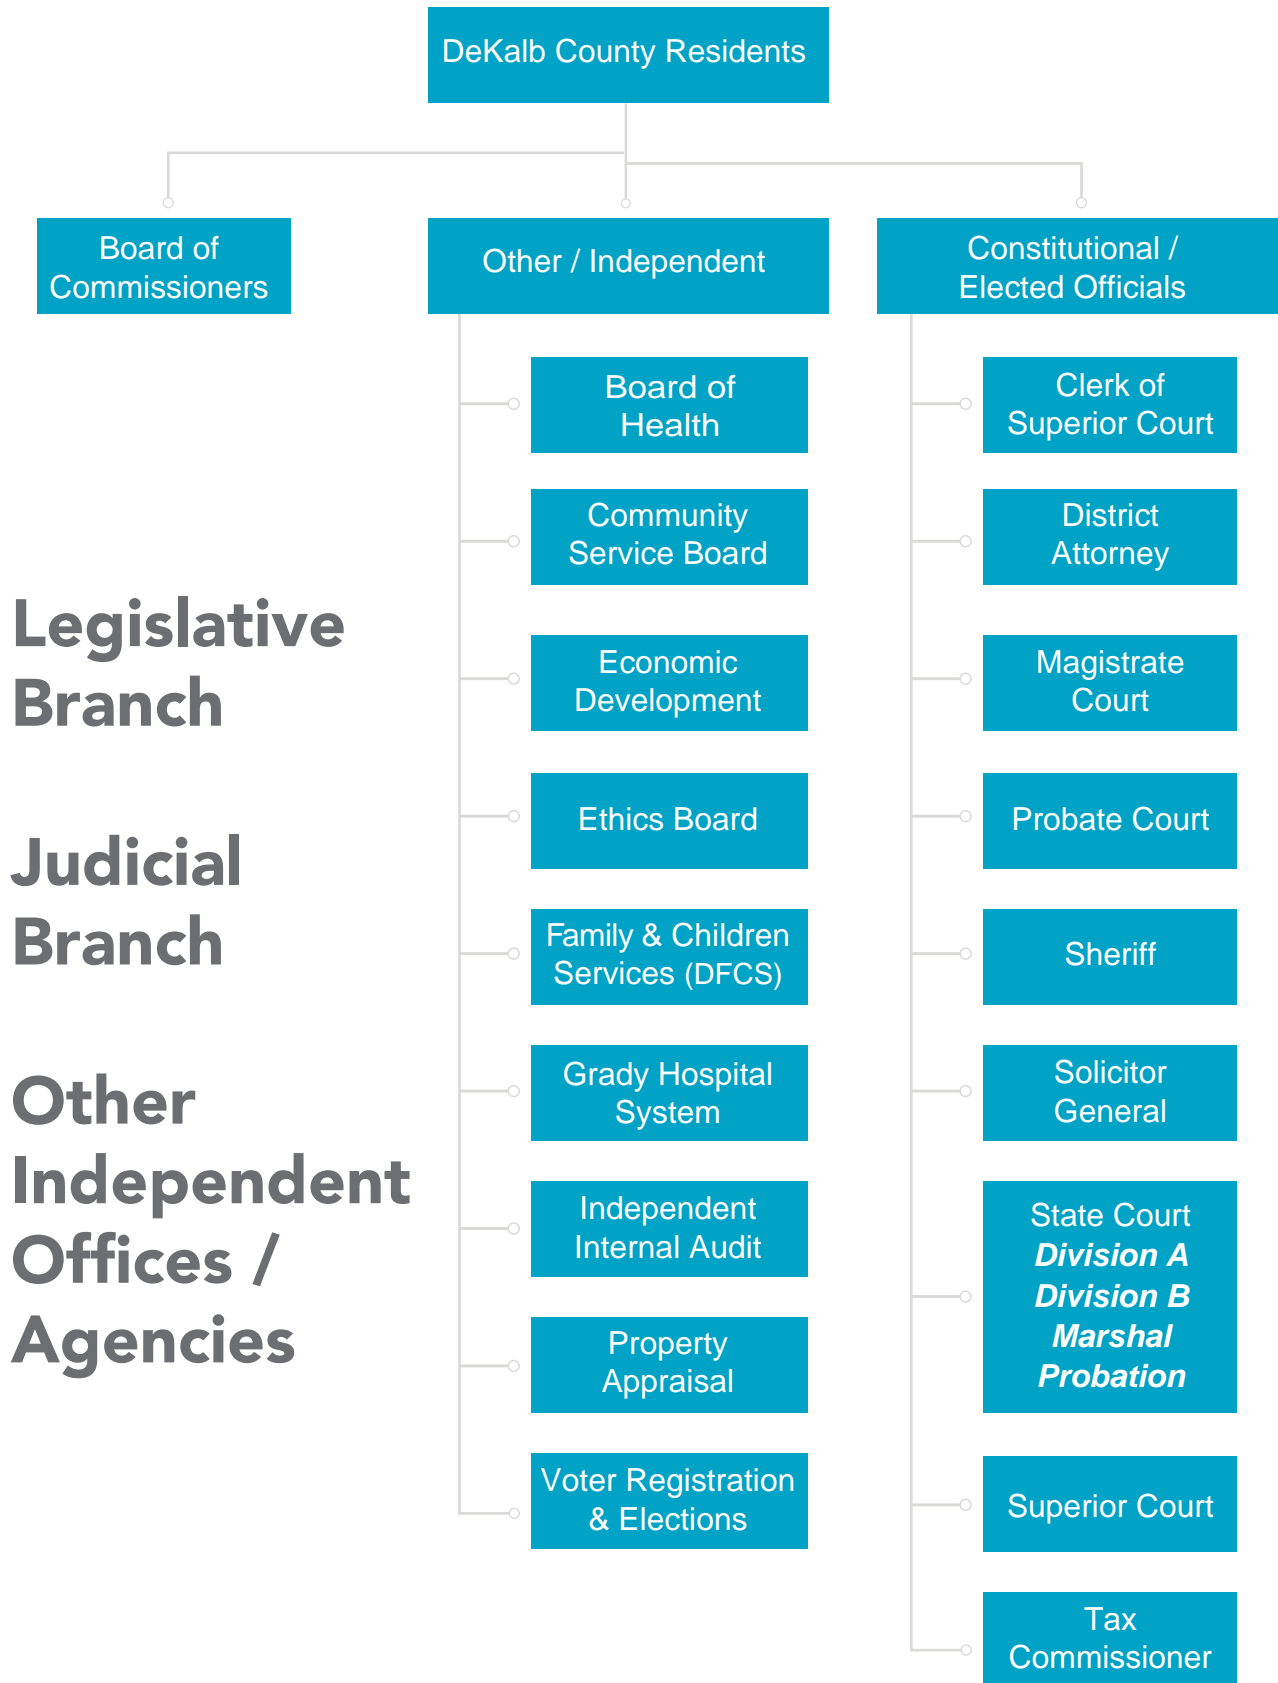 DeKalb County Residents
Board of
Commissioners
Other / Independent
Constitutional /
Elected Officials
Board of
Health
Community
Service Board
Economic
Development
Ethics Board
Family & Children
Services (DFCS)
Grady Hospital
System
Independent
Internal Audit
Property
Appraisal
Voter Registration
& Elections
Clerk of
Superior Court
District
Attorney
Magistrate
Court
Probate Court
Sheriff
Solicitor
General
State Court
Division A
Division B
Marshal
Probation
Superior Court
Tax
Commissioner
Legislative
Branch
Judicial
Branch
Other
Independent
Offices /
Agencies